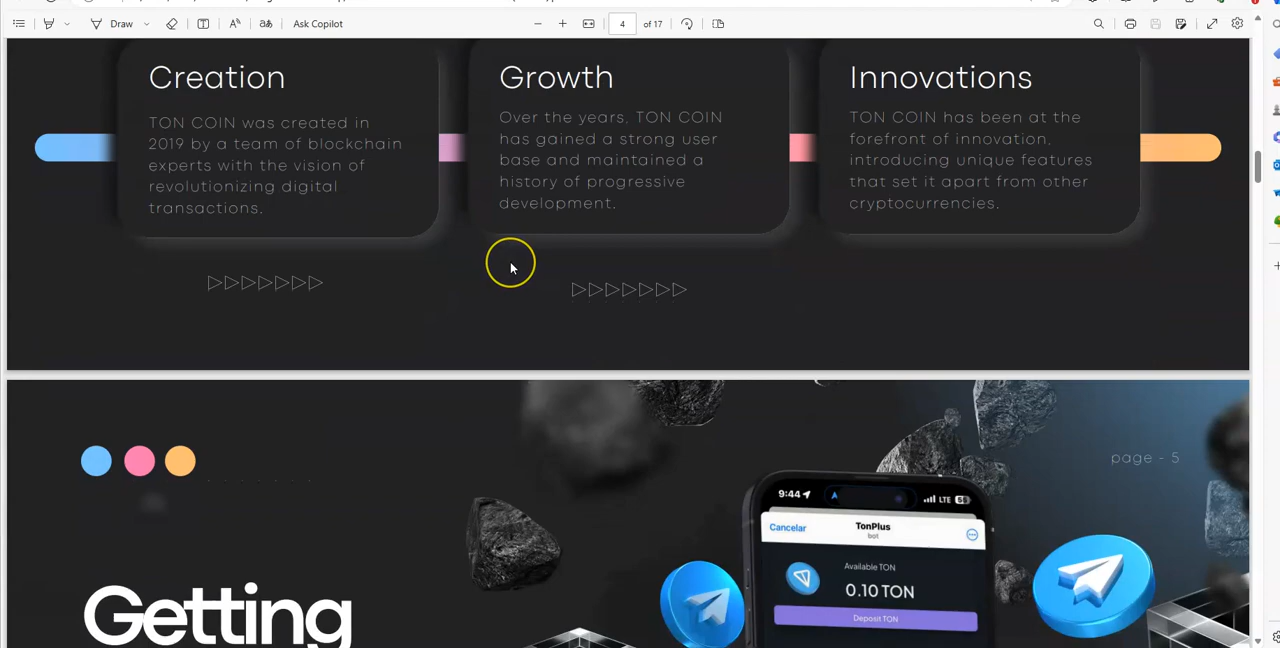 Draw
Ask Copilot
4
of 17
Creation
TON COIN was created in
2019 by a team of blockchain
experts with the vision of
revolutionizing digital
transactions.
Growth
Over the years, TON COIN
has gained a strong user
base and maintained a
history of progressive
development.
Innovations
TON COIN has been at the
forefront of innovation,
introducing unique features
that set it apart from other
cryptocurrencies.
page - 5
9:44
LTE
Cancelar
TonPlus
bot
Available TON
0.10 TON
Deposit TON
Getting